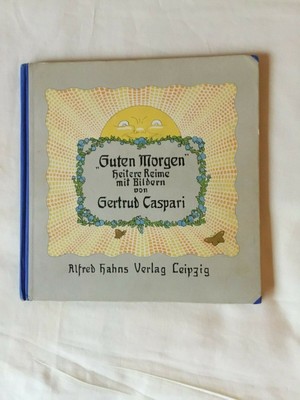 „Guten Morgen"
Heitere Reime
mit Bildern
von
Gertrud Caspari
Alfred Hahns Verlag Leipzig